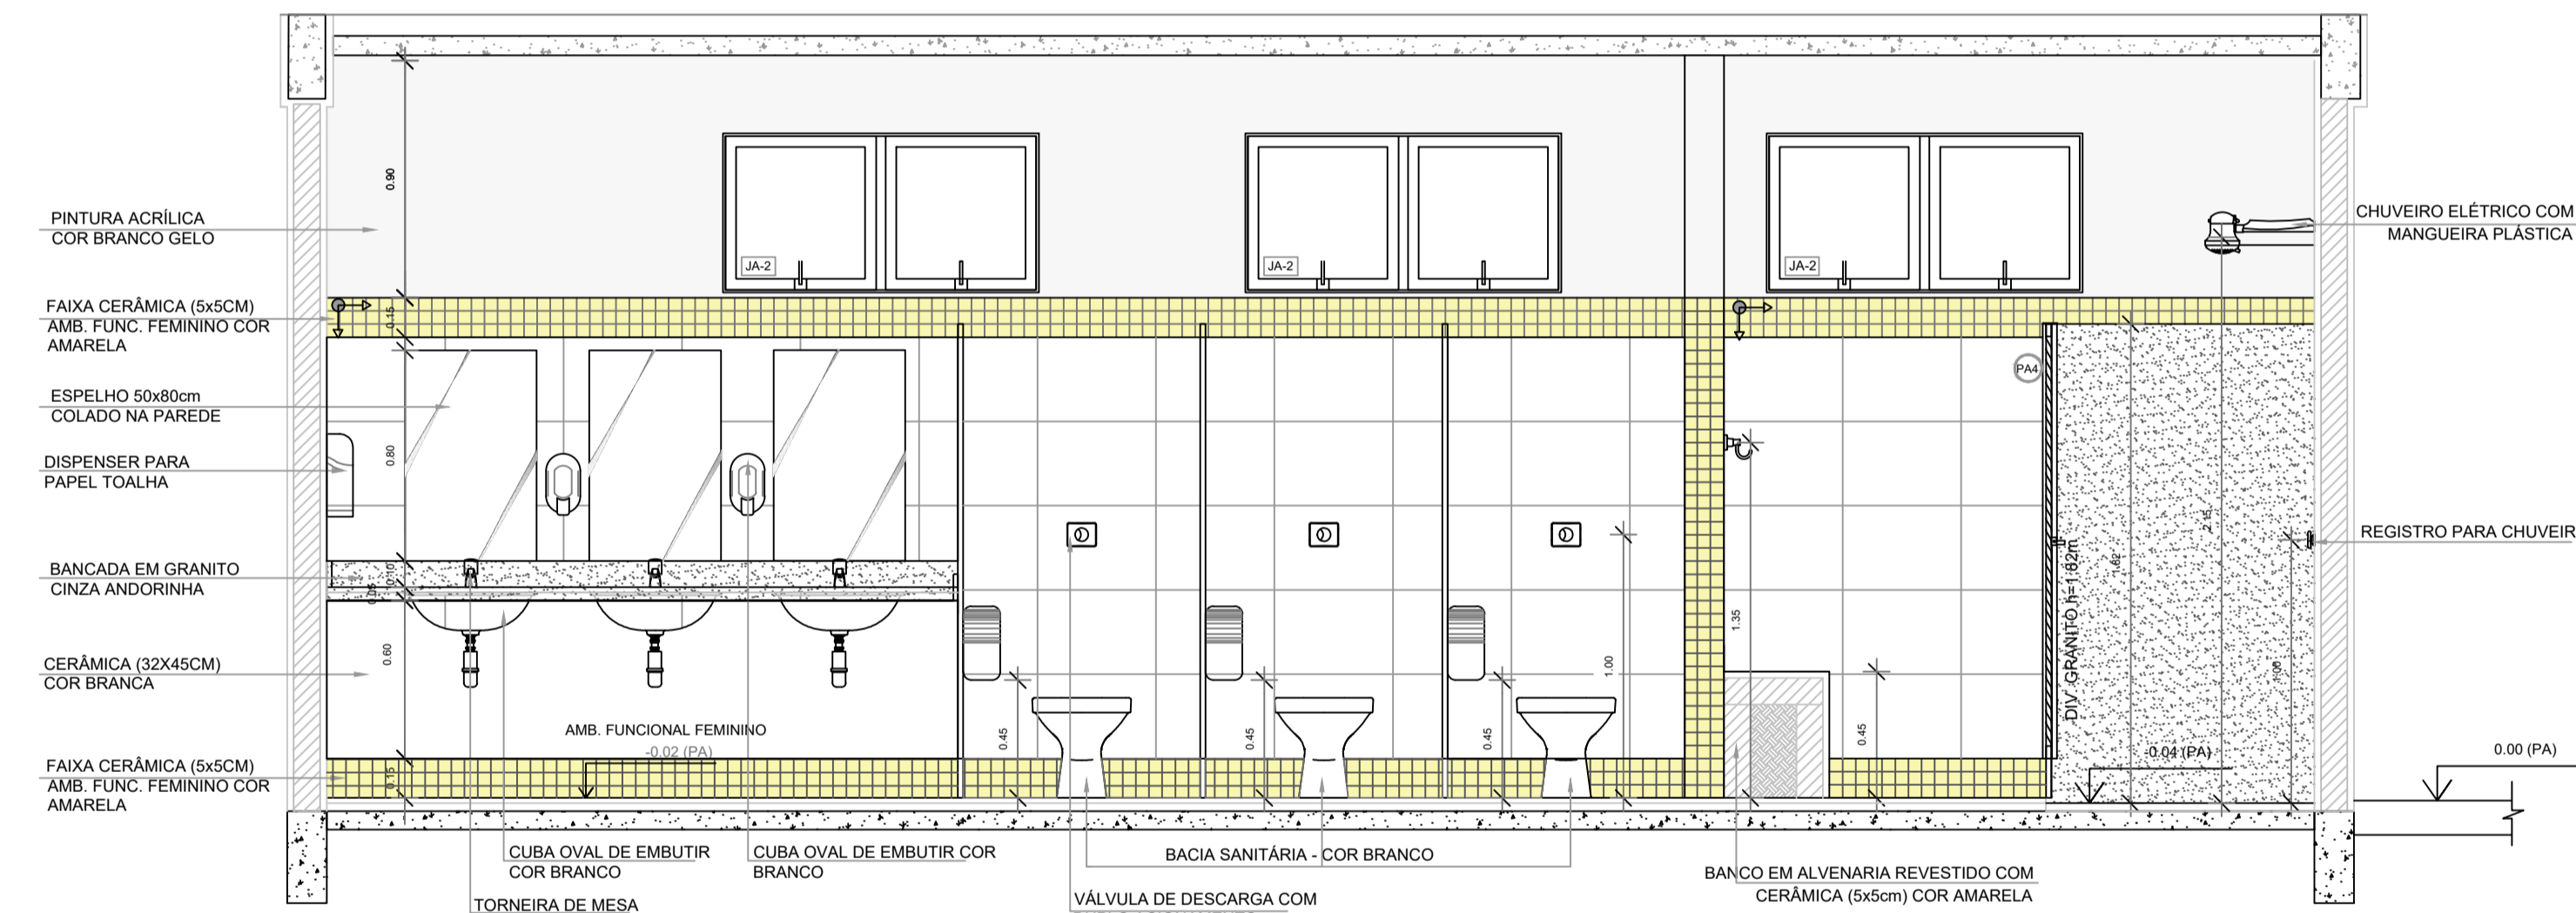 PINTURA ACRÍLICA
COR BRANCO GELO
FAIXA CERÂMICA (5x5CM)
AMB. FUNC. FEMININO COR
AMARELA
ESPELHO 50x80cm
COLADO NA PAREDE
DISPENSER PARA
PAPEL TOALHA
BANCADA EM GRANITO
CINZA ANDORINHA
CERÂMICA (32X45CM)
COR BRANCA
FAIXA CERÂMICA (5x5CM)
AMB. FUNC. FEMININO COR
AMARELA
0.90
0.15
0.80
0.10
0.05
0.60
0.15
JA-2
JA-2
JA-2
AMB. FUNCIONAL FEMININO
-0.02 (PA)
0.45
0.45
0.45
1.00
1.35
0.45
PA4
DIV. GRANITO h=1.82m
1.82
2.15
1.00
-0.04 (PA)
0.00 (PA)
CHUVEIRO ELÉTRICO COM
MANGUEIRA PLÁSTICA
REGISTRO PARA CHUVEIR
CUBA OVAL DE EMBUTIR
COR BRANCO
CUBA OVAL DE EMBUTIR COR
BRANCO
BACIA SANITÁRIA - COR BRANCO
BANCO EM ALVENARIA REVESTIDO COM
CERÂMICA (5x5cm) COR AMARELA
TORNEIRA DE MESA
VÁLVULA DE DESCARGA COM